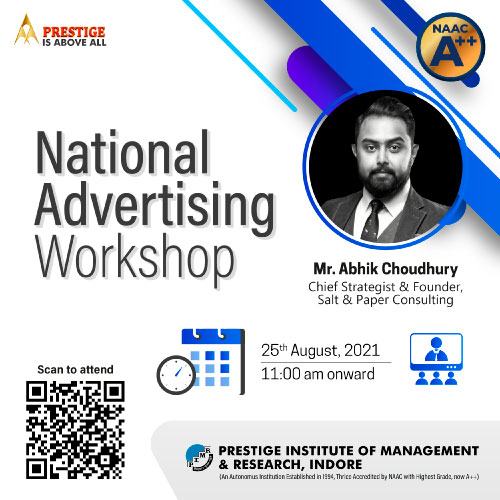 PRESTIGE
IS ABOVE ALL
NAAC
A++
National
Advertising
Workshop
Mr. Abhik Choudhury
Chief Strategist & Founder,
Salt & Paper Consulting
25th August, 2021
11:00 am onward
Scan to attend
PIMR
PRESTIGE INSTITUTE OF MANAGEMENT
& RESEARCH, INDORE
(An Autonomus Institution Established in 1994, Thrice Accredited by NAAC with Highest Grade, now A++)